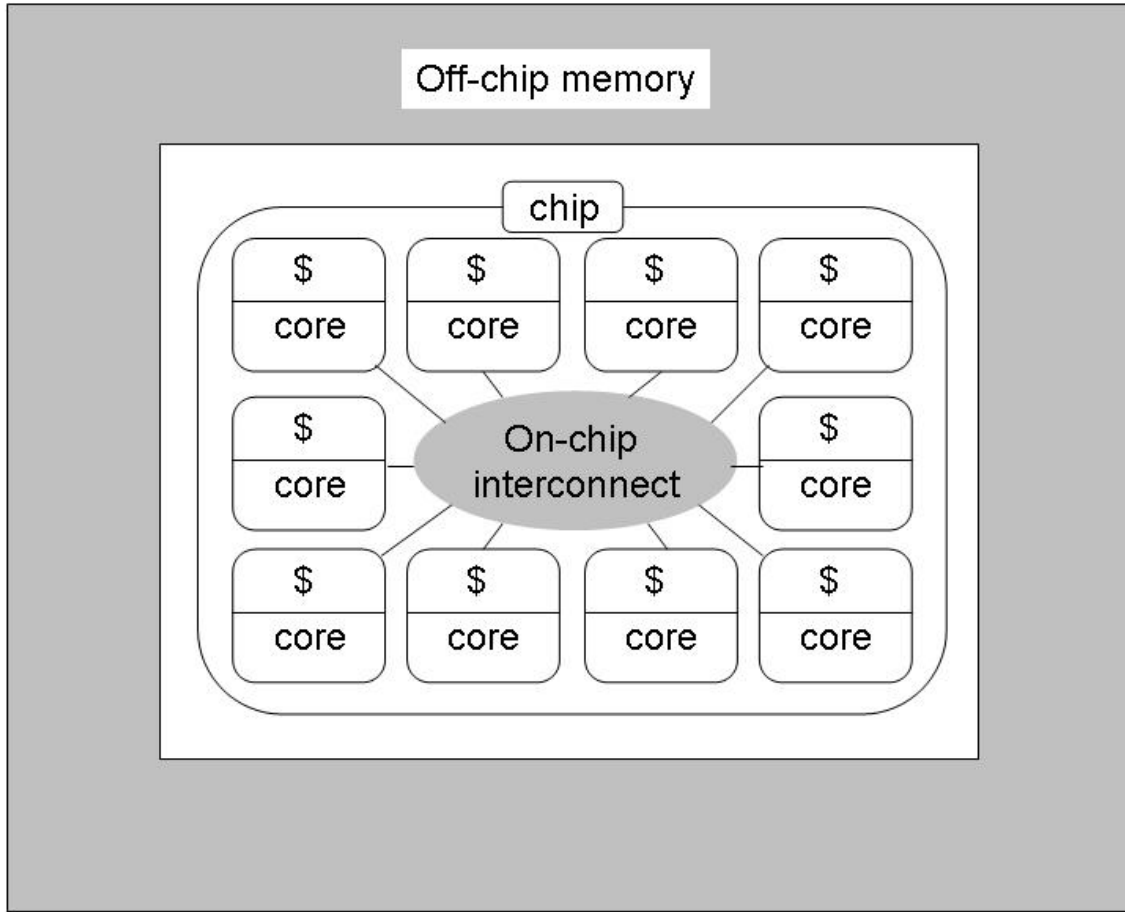 Off-chip memory
chip
$
$
$
$
core
core
core
core
$
On-chip
$
core
interconnect
core
$
$
$
$
core
core
core
core